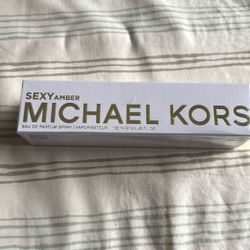 SEXY AMBER
MICHAEL KORS
EAU DE PARFUM SPRAY / VAPORISATEUR